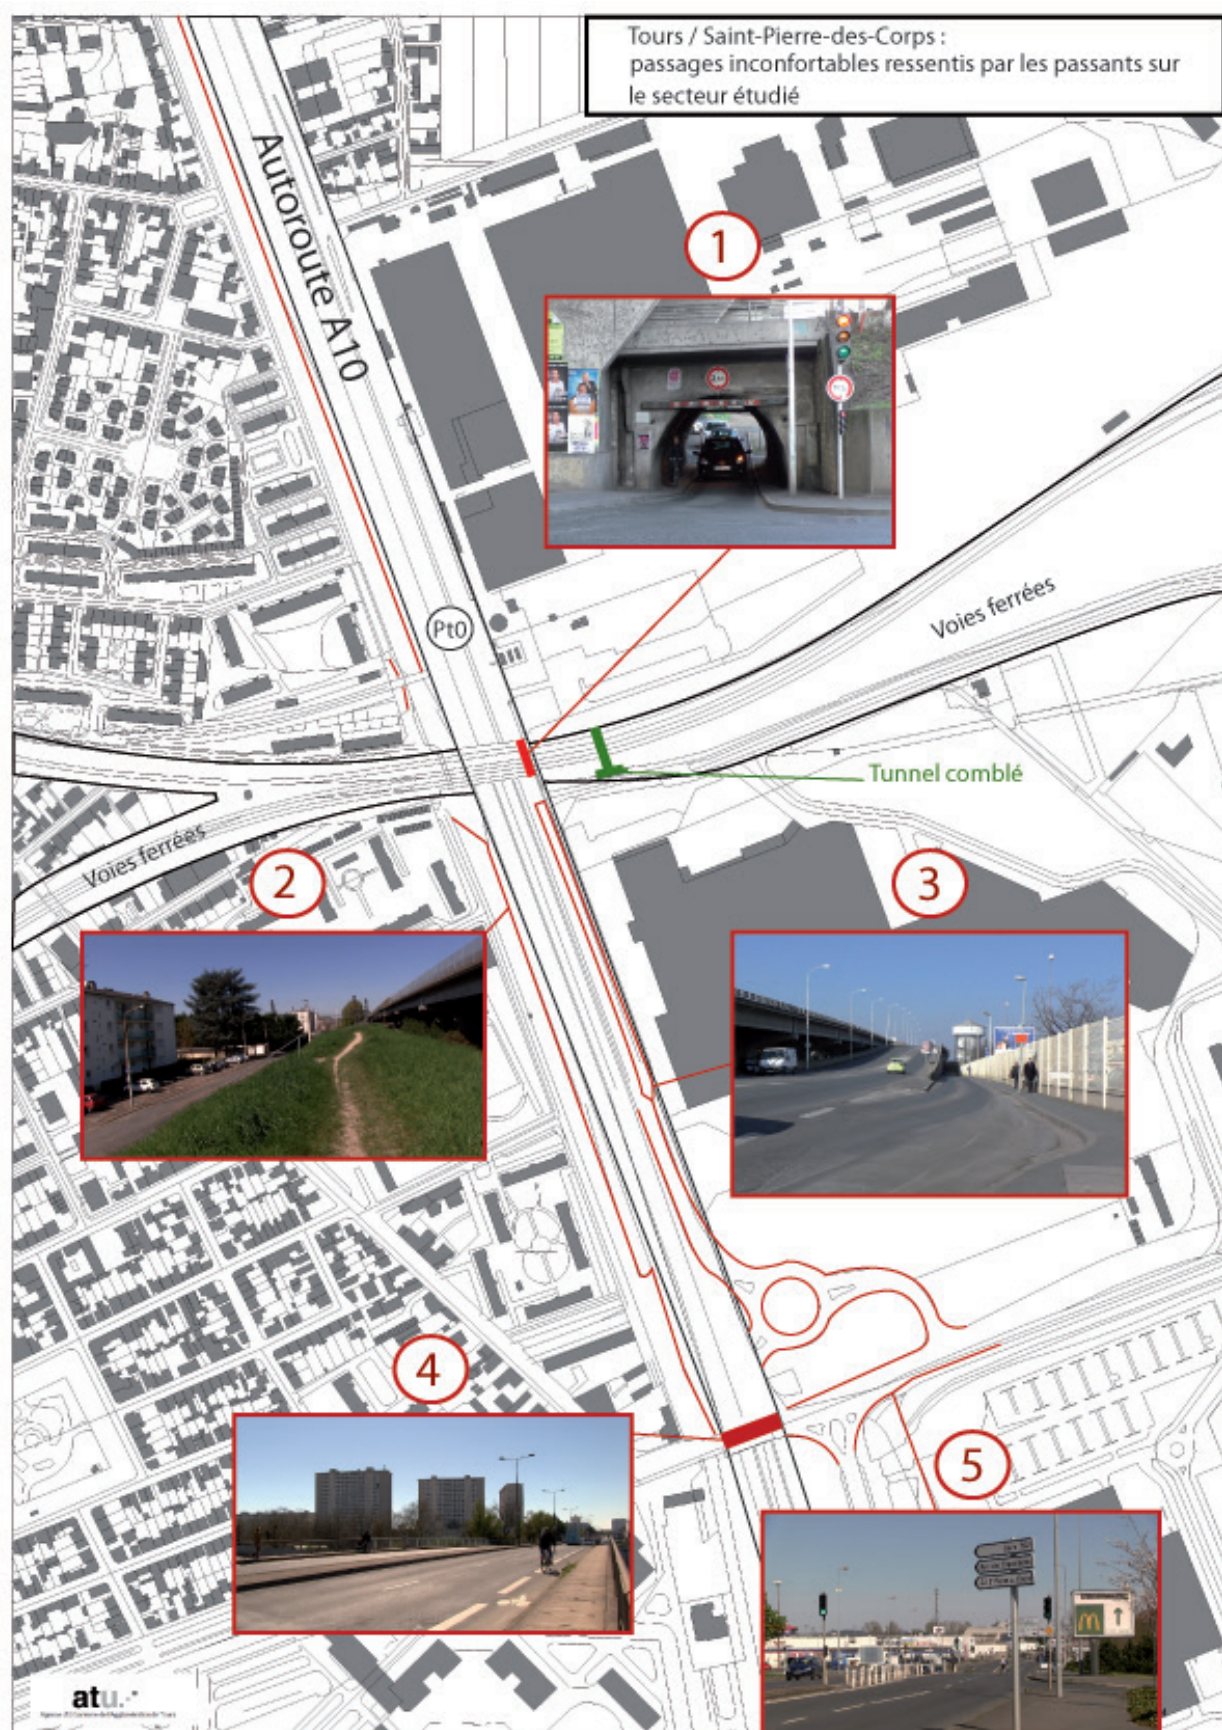 Tours / Saint-Pierre-des-Corps :
passages inconfortables ressentis par les passants sur
le secteur étudié
Autoroute A10
1
Pt0
Voies ferrées
Tunnel comblé
Voies ferrées
2
3
4
5
atu.